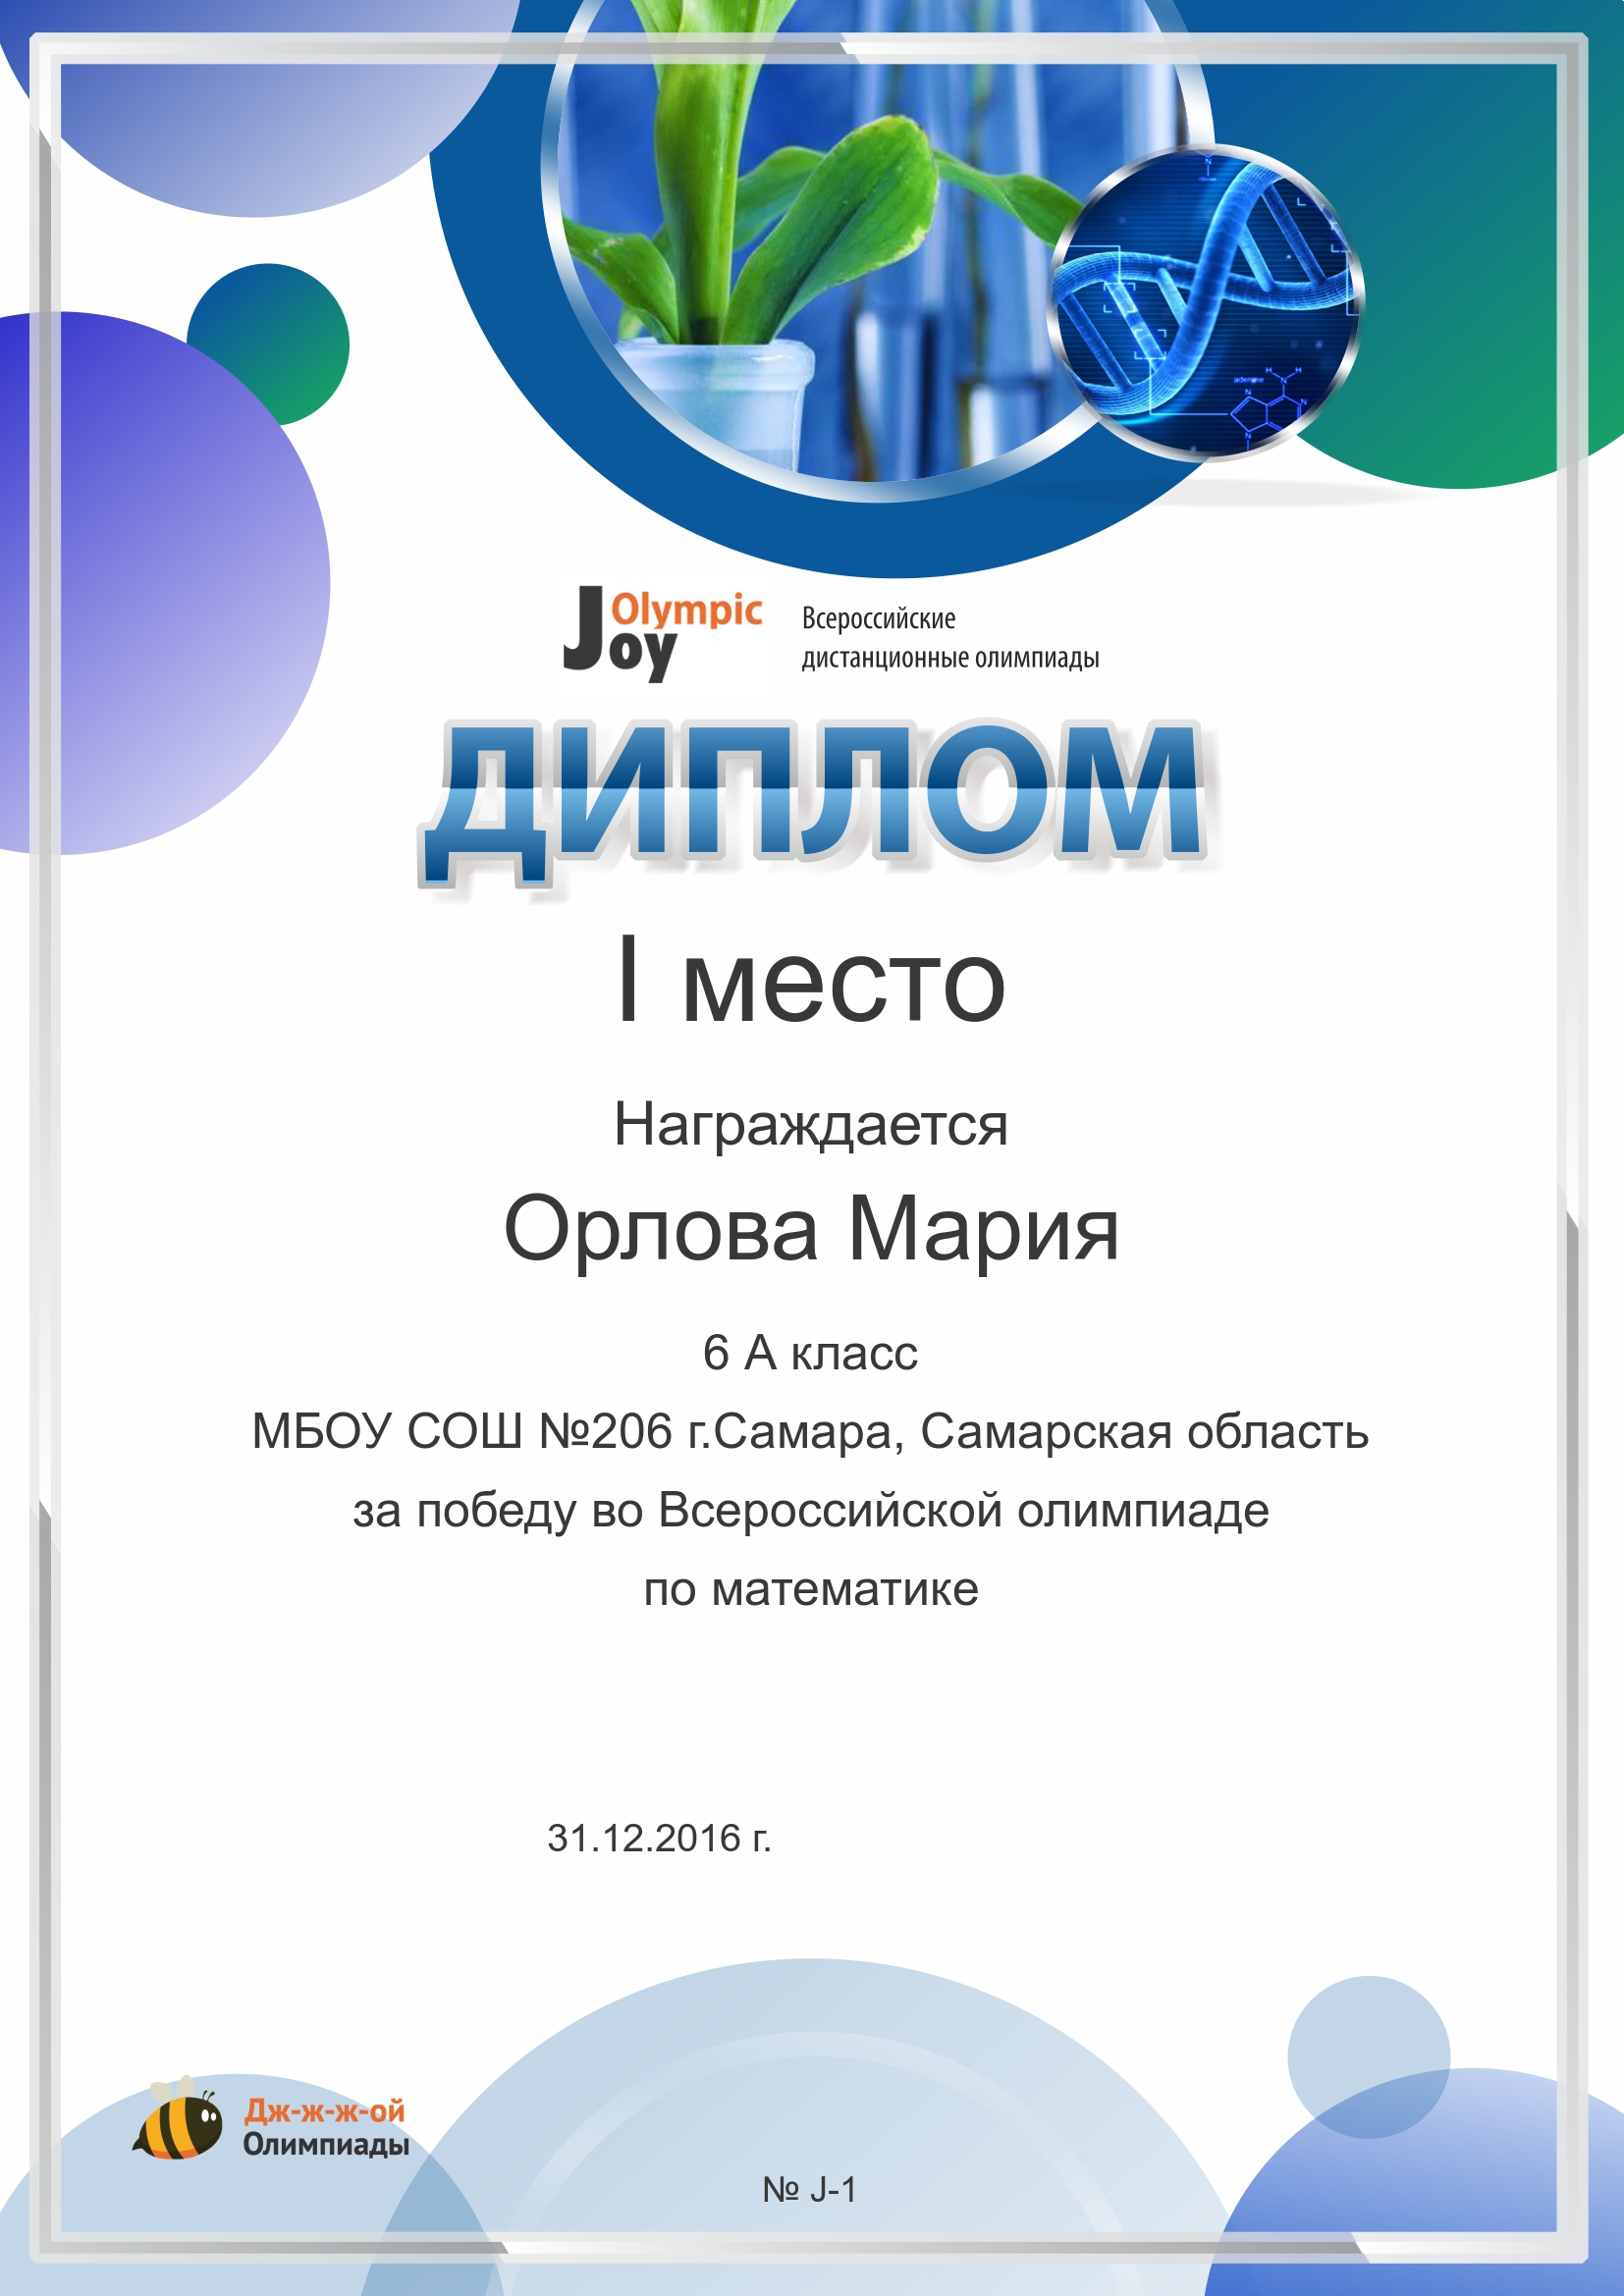 Olympic
Joy
Всероссийские
дистанционные олимпиады
ДИПЛОМ
I место
Награждается
Орлова Мария
6 А класс
МБОУ СОШ №206 г.Самара, Самарская область
за победу во Всероссийской олимпиаде
по математике
31.12.2016 г.
Дж-ж-ж-ой
Олимпиады
№ J-1
adenine